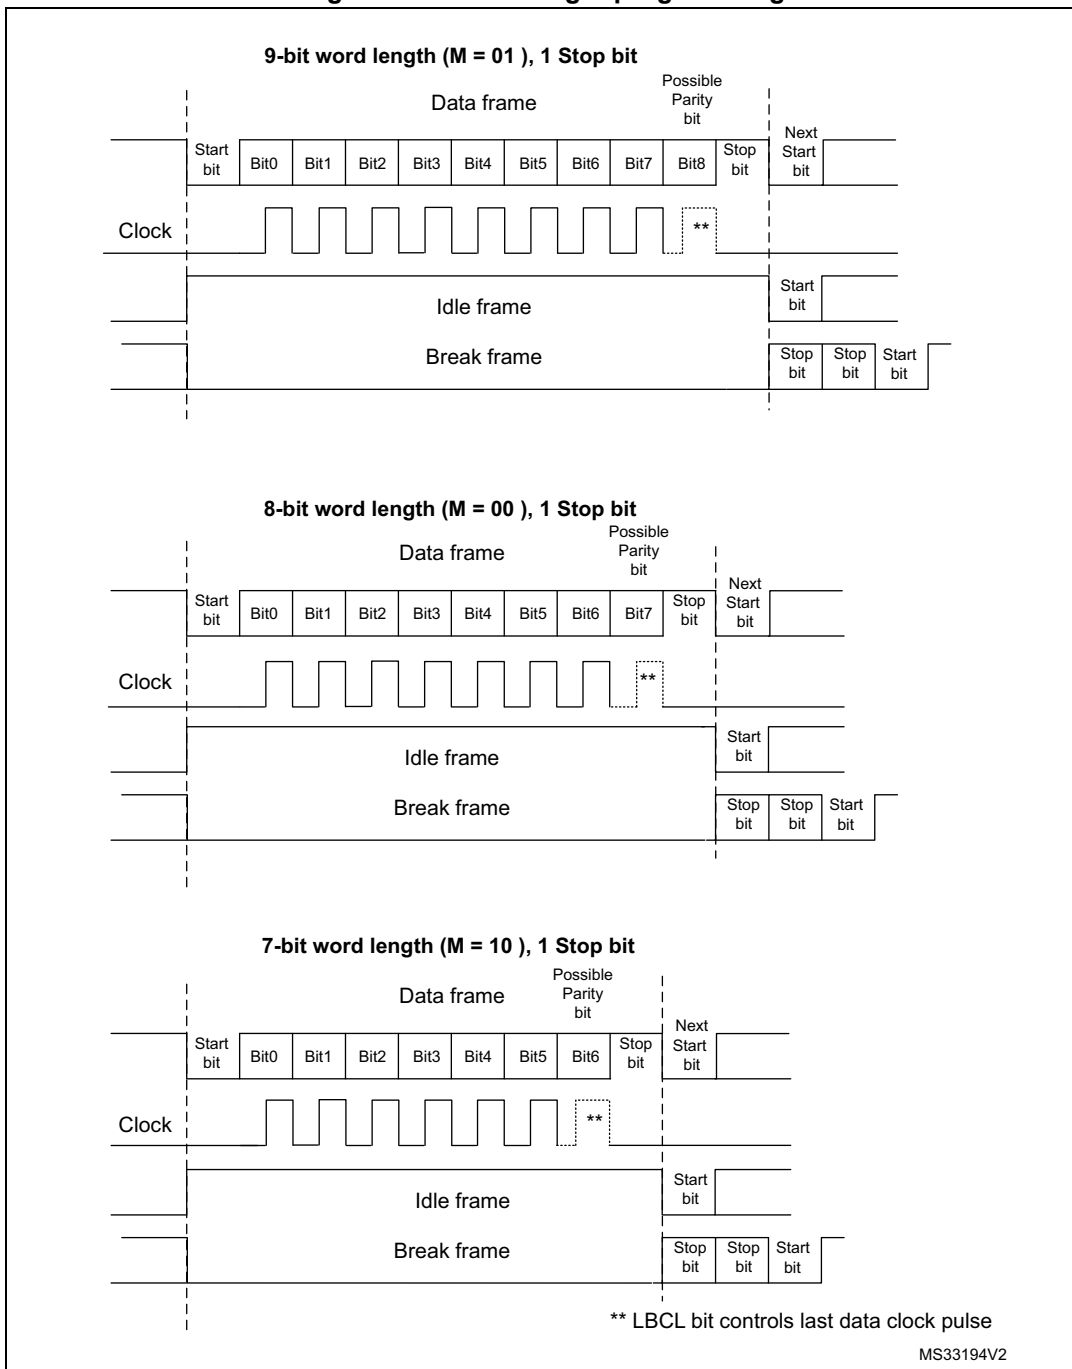 9-bit word length (M = 01 ), 1 Stop bit
Data frame
Possible
Parity
bit
Start
bit
Bit0
Bit1
Bit2
Bit3
Bit4
Bit5
Bit6
Bit7
Bit8
Stop
bit
Next
Start
bit
Clock
**
Idle frame
Start
bit
Break frame
Stop
bit
Stop
bit
Start
bit
8-bit word length (M = 00 ), 1 Stop bit
Data frame
Possible
Parity
bit
Start
bit
Bit0
Bit1
Bit2
Bit3
Bit4
Bit5
Bit6
Bit7
Stop
bit
Next
Start
bit
Clock
**
Idle frame
Start
bit
Break frame
Stop
bit
Stop
bit
Start
bit
7-bit word length (M = 10 ), 1 Stop bit
Data frame
Possible
Parity
bit
Start
bit
Bit0
Bit1
Bit2
Bit3
Bit4
Bit5
Bit6
Stop
bit
Next
Start
bit
Clock
**
Idle frame
Start
bit
Break frame
Stop
bit
Stop
bit
Start
bit
** LBCL bit controls last data clock pulse
MS33194V2